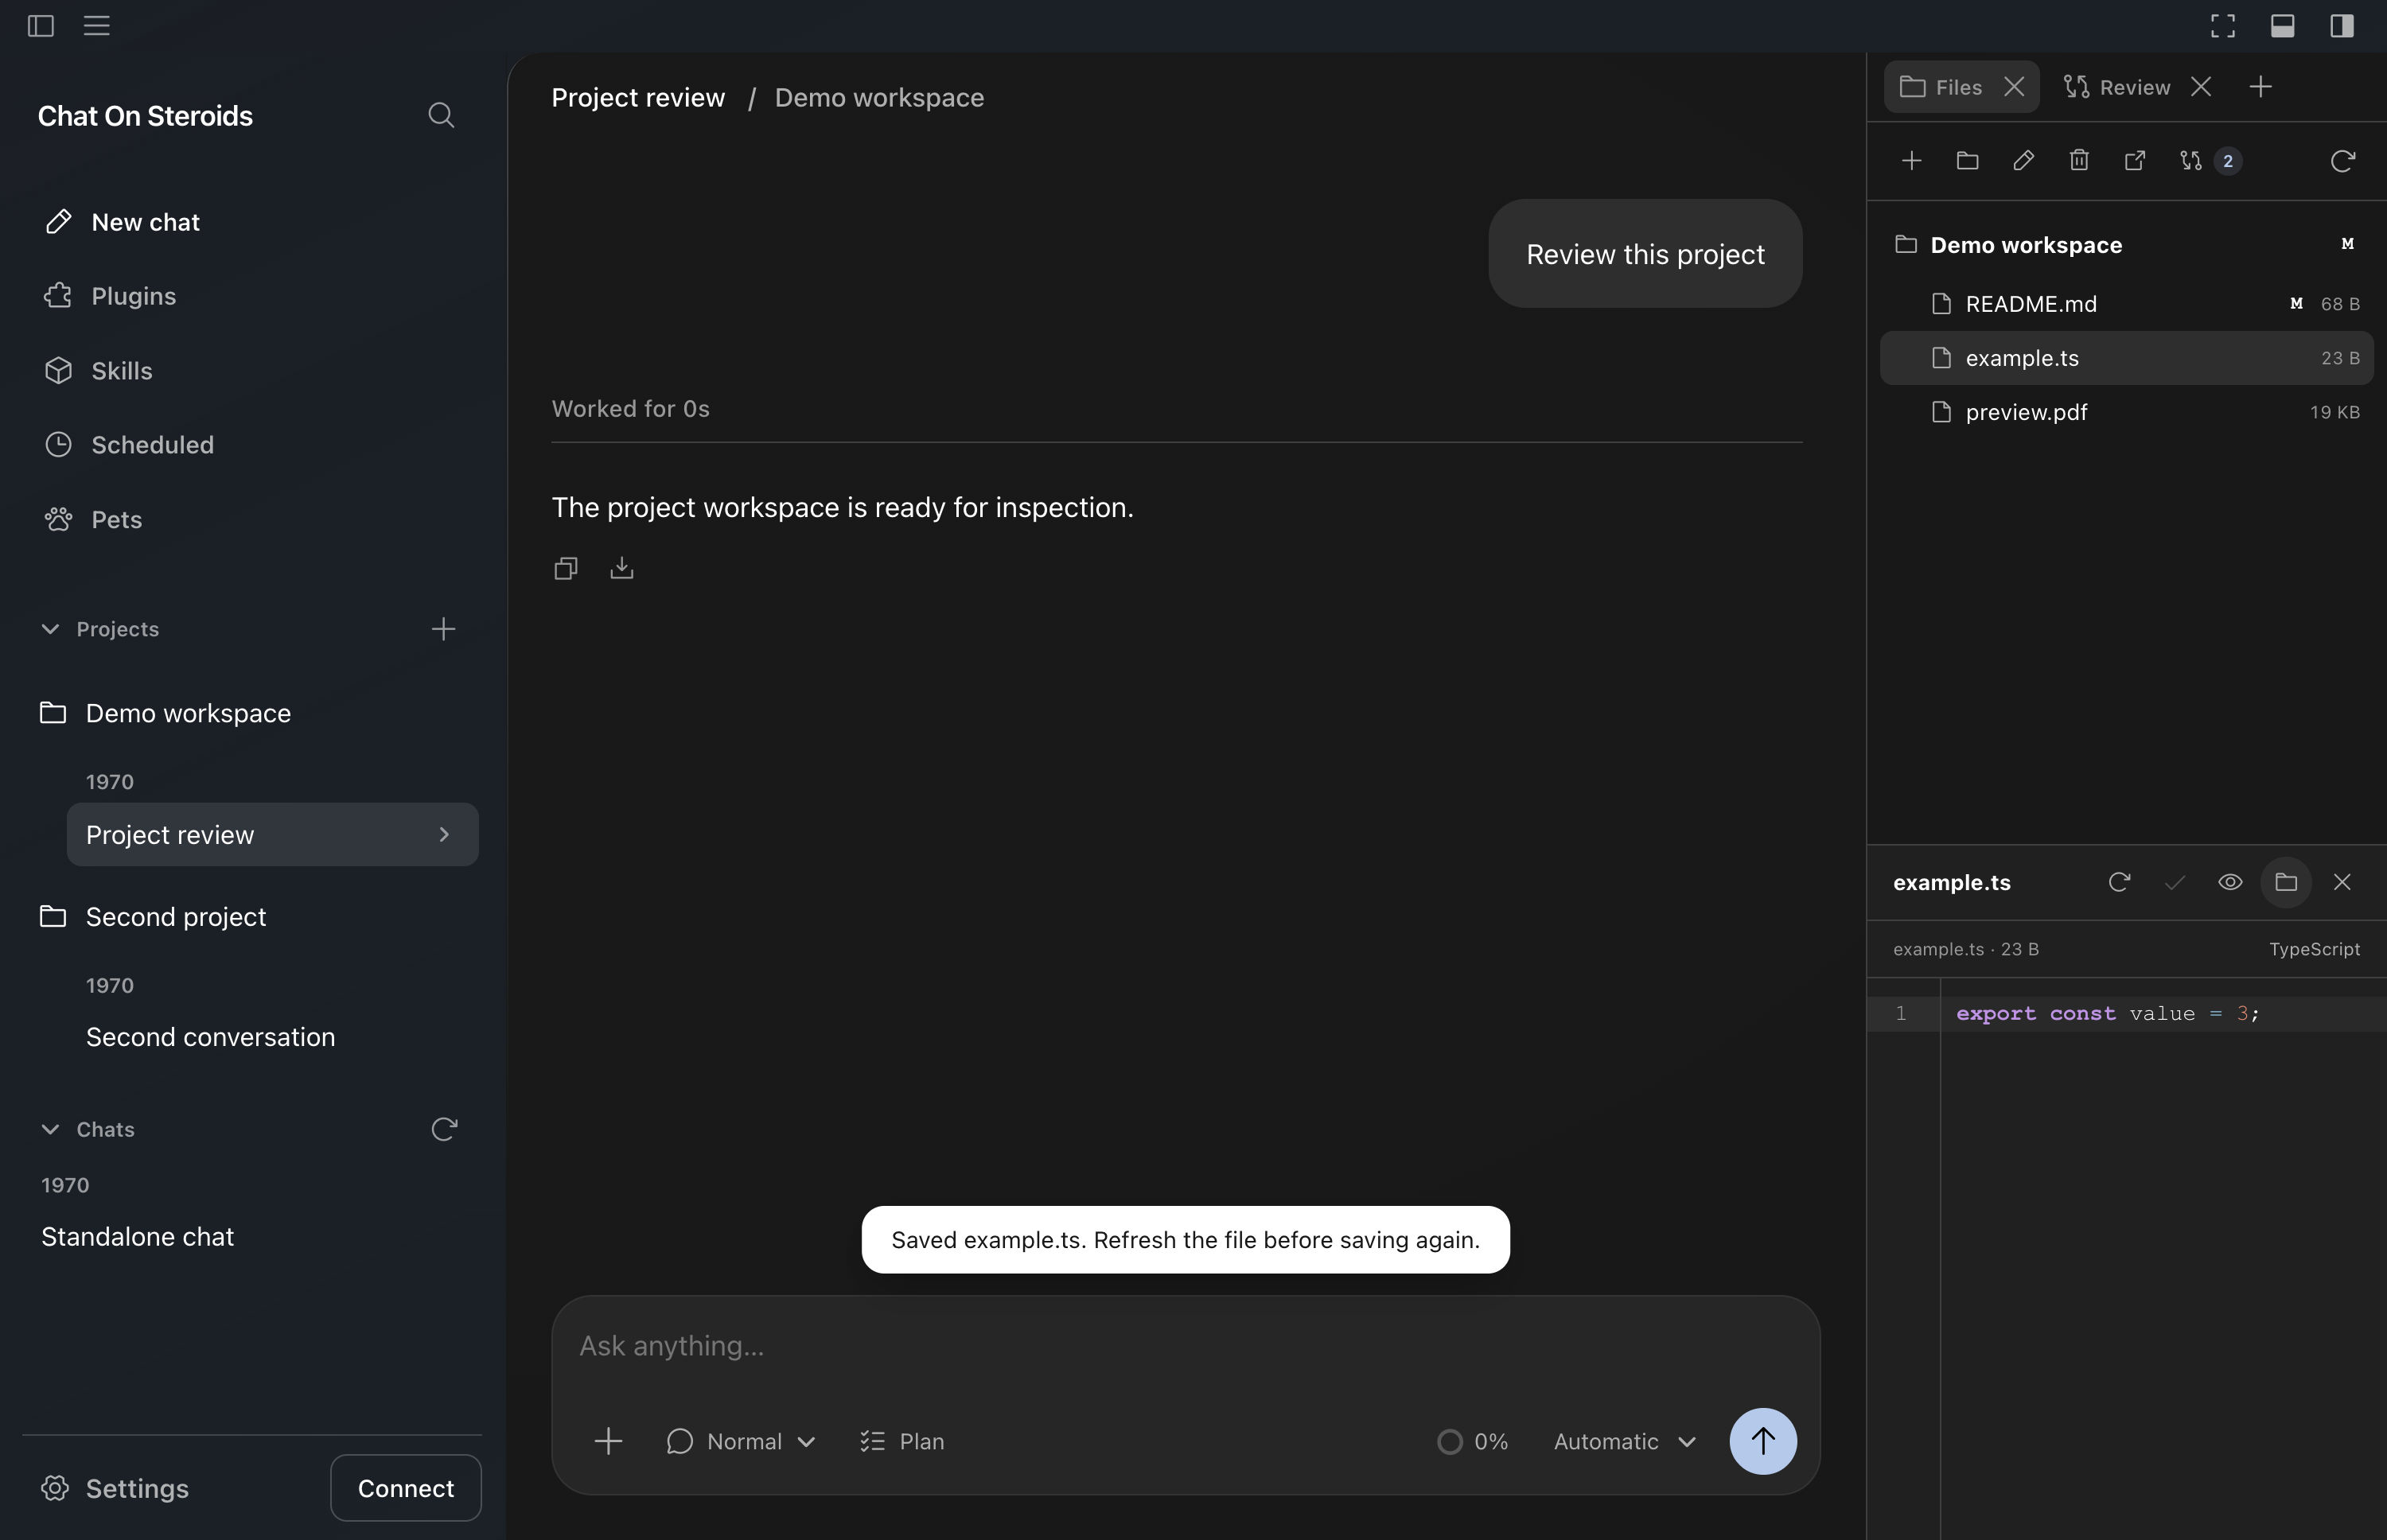 Chat On Steroids
New chat
Plugins
Skills
Scheduled
Pets
Projects
Demo workspace
1970
Project review
Second project
1970
Second conversation
Chats
1970
Standalone chat
Settings
Connect
Project review / Demo workspace
Review this project
Worked for 0s
The project workspace is ready for inspection.
Saved example.ts. Refresh the file before saving again.
Ask anything...
Normal
Plan
0%
Automatic
Files
Review
2
Demo workspace M
README.md M 68 B
example.ts 23 B
preview.pdf 19 KB
example.ts
example.ts · 23 B TypeScript
1 export const value = 3;